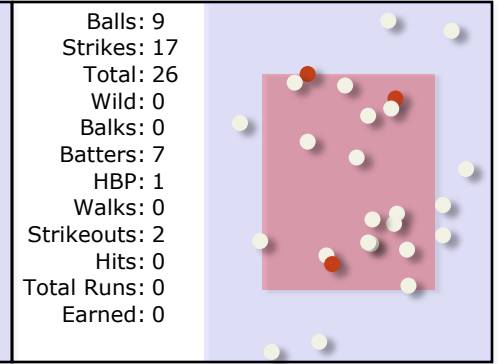 Balls: 9
Strikes: 17
Total: 26
Wild: 0
Balks: 0
Batters: 7
HBP: 1
Walks: 0
Strikeouts: 2
Hits: 0
Total Runs: 0
Earned: 0